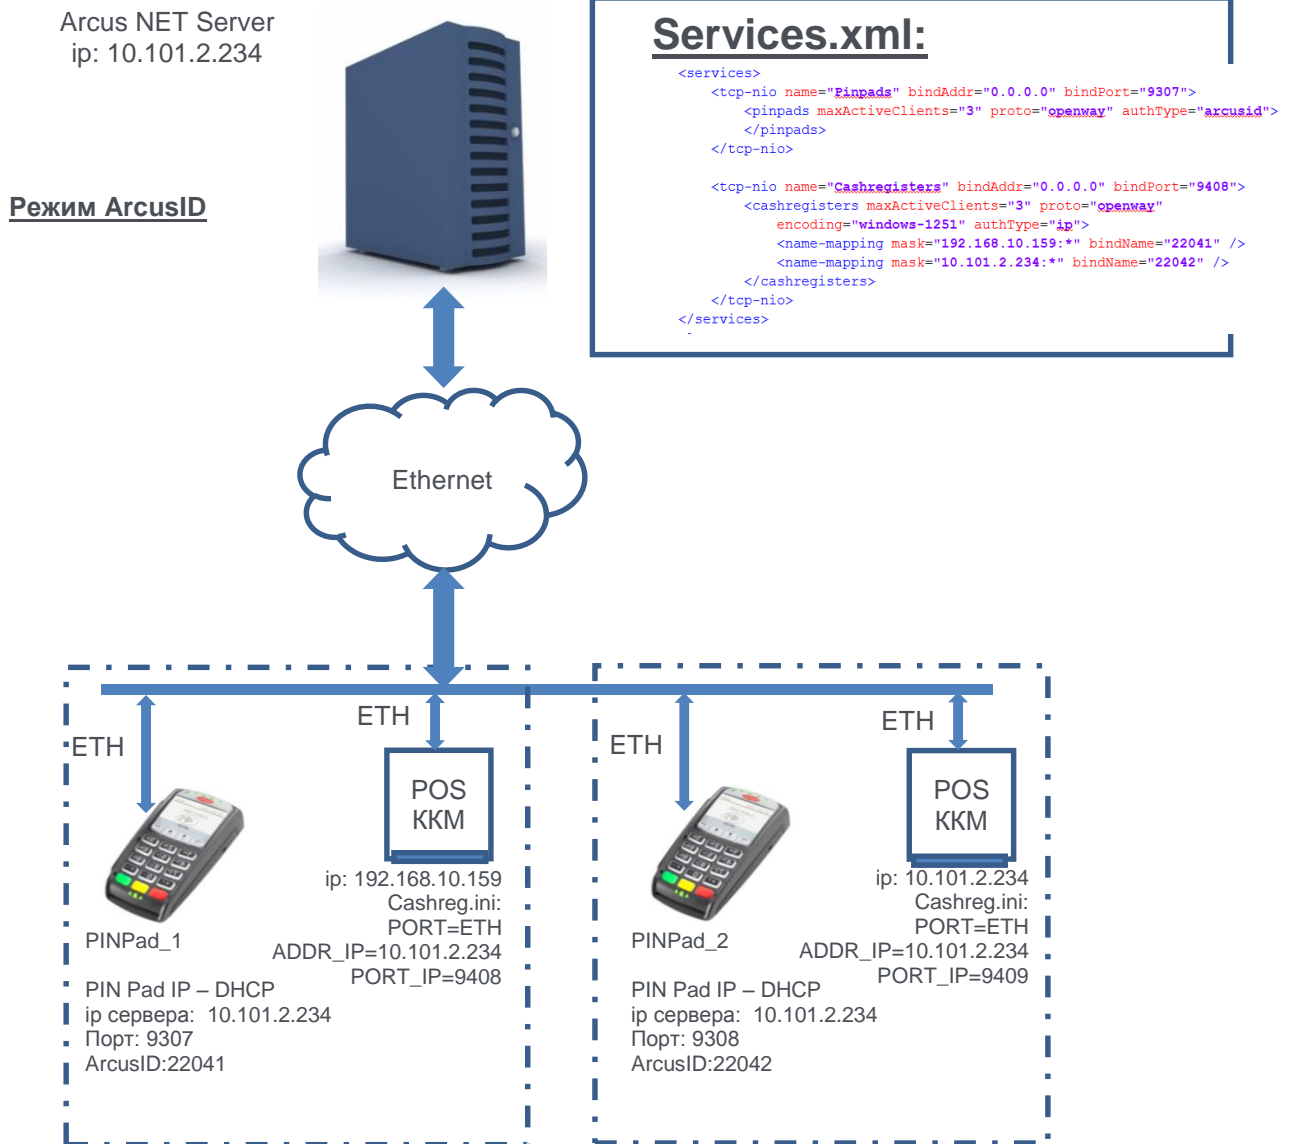 Arcus NET Server
ip: 10.101.2.234
Режим ArcusID
Services.xml:
<services>
<tcp-nio name="Pinpads" bindAddr="0.0.0.0" bindPort="9307">
<pinpads maxActiveClients="3" proto="openway" authType="arcusid">
</pinpads>
</tcp-nio>
<tcp-nio name="Cashregisters" bindAddr="0.0.0.0" bindPort="9408">
<cashregisters maxActiveClients="3" proto="openway"
encoding="windows-1251" authType="ip">
<name-mapping mask="192.168.10.159:*" bindName="22041" />
<name-mapping mask="10.101.2.234:*" bindName="22042" />
</cashregisters>
</tcp-nio>
</services>
Ethernet
ETH
ETH
POS
ККМ
ip: 192.168.10.159
Cashreg.ini:
PORT=ETH
ADDR_IP=10.101.2.234
PORT_IP=9408
PINPad_1
PIN Pad IP – DHCP
ip сервера: 10.101.2.234
Порт: 9307
ArcusID:22041
ETH
ETH
POS
ККМ
ip: 10.101.2.234
Cashreg.ini:
PORT=ETH
ADDR_IP=10.101.2.234
PORT_IP=9409
PINPad_2
PIN Pad IP – DHCP
ip сервера: 10.101.2.234
Порт: 9308
ArcusID:22042